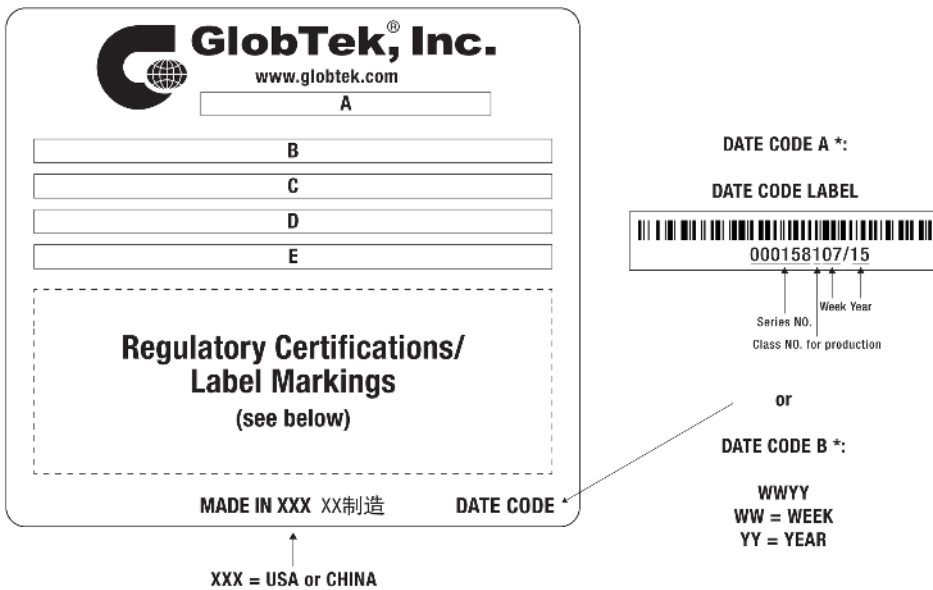 GlobTek,® Inc.
www.globtek.com
A
B
C
D
E
Regulatory Certifications/
Label Markings
(see below)
MADE IN XXX XX制造
DATE CODE
XXX = USA or CHINA
DATE CODE A *:
DATE CODE LABEL
000158107/15
Week Year
Series NO.
Class NO. for production
or
DATE CODE B *:
WWYY
WW = WEEK
YY = YEAR